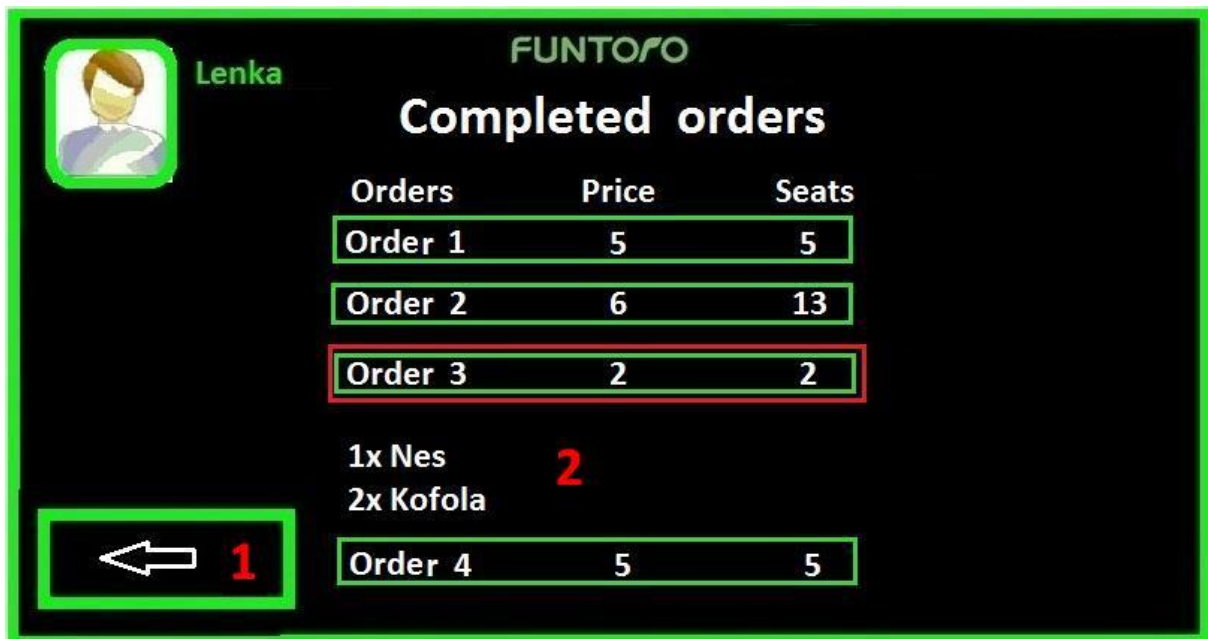 FUNTORO
Lenka
Completed orders
Orders Price Seats
Order 1 5 5
Order 2 6 13
Order 3 2 2
1x Nes
2
2x Kofola
1
Order 4 5 5